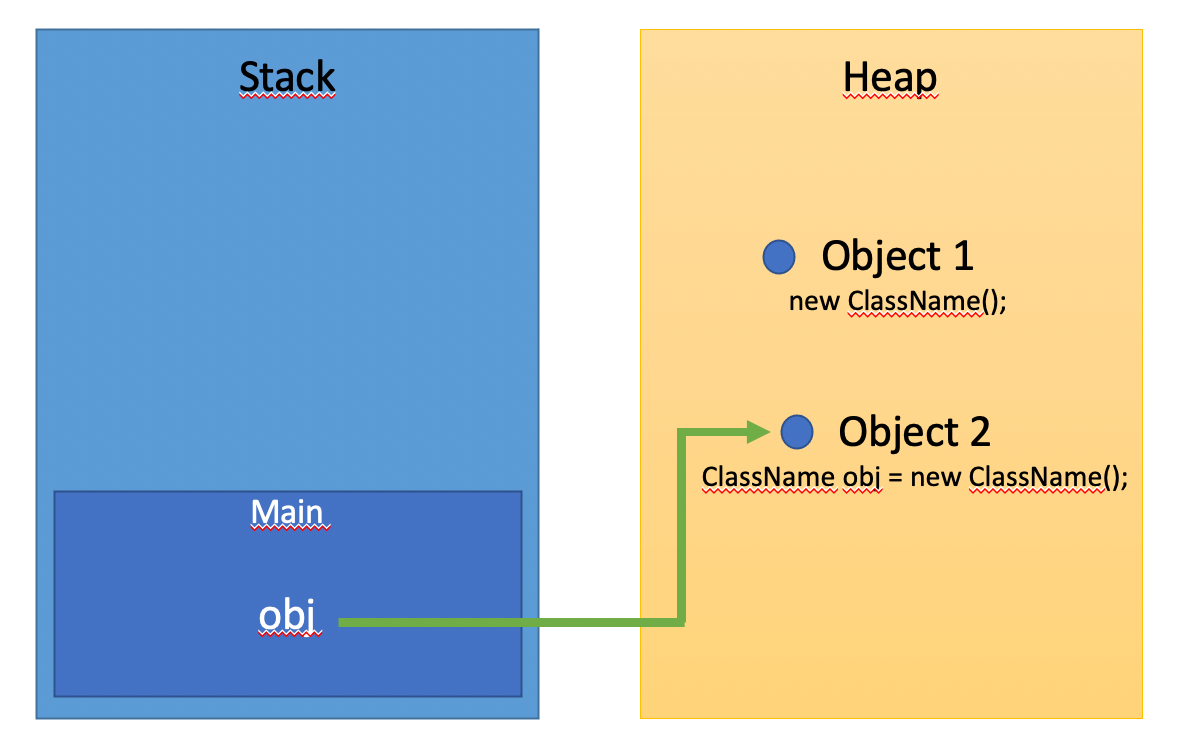 Stack
Heap
Object 1
new ClassName();
Object 2
ClassName obj = new ClassName();
Main
obj